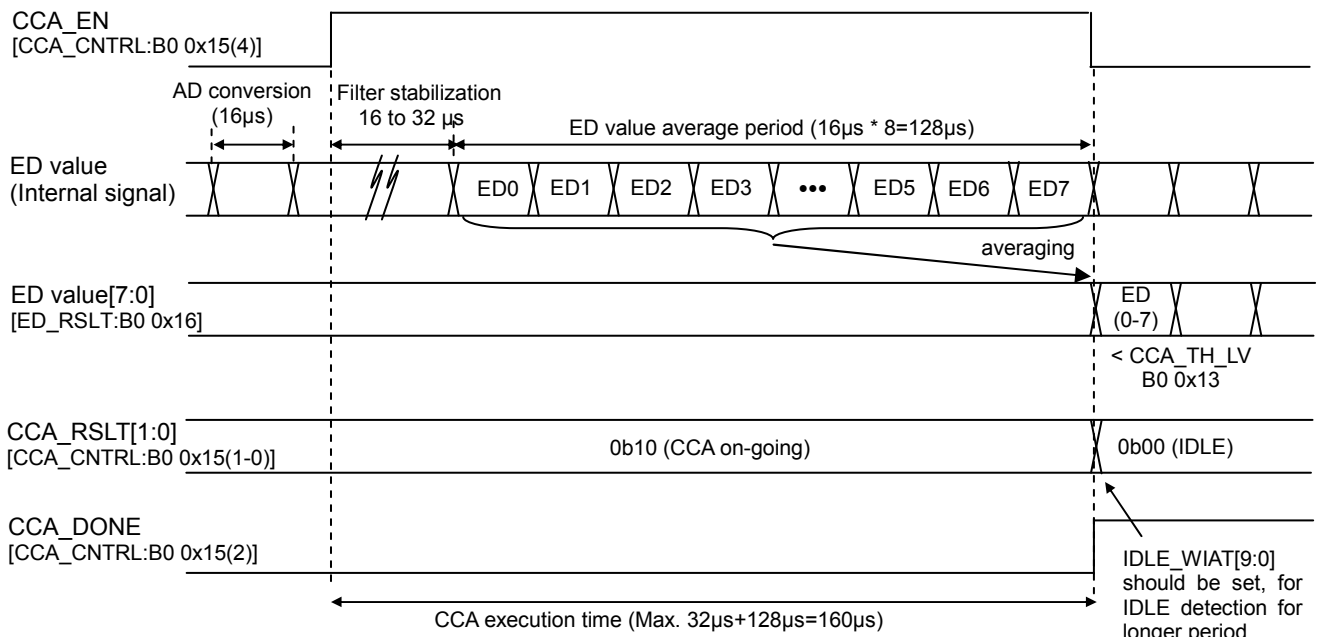 CCA_EN
[CCA_CNTRL:B0 0x15(4)]
AD conversion
(16µs)
Filter stabilization
16 to 32 µs
ED value average period (16µs * 8=128µs)
ED value
(Internal signal)
ED0 ED1 ED2 ED3 ••• ED5 ED6 ED7
averaging
ED value[7:0]
[ED_RSLT:B0 0x16]
ED
(0-7)
< CCA_TH_LV
B0 0x13
CCA_RSLT[1:0]
[CCA_CNTRL:B0 0x15(1-0)]
0b10 (CCA on-going)
0b00 (IDLE)
CCA_DONE
[CCA_CNTRL:B0 0x15(2)]
IDLE_WIAT[9:0]
should be set, for
IDLE detection for
longer period
CCA execution time (Max. 32µs+128µs=160µs)